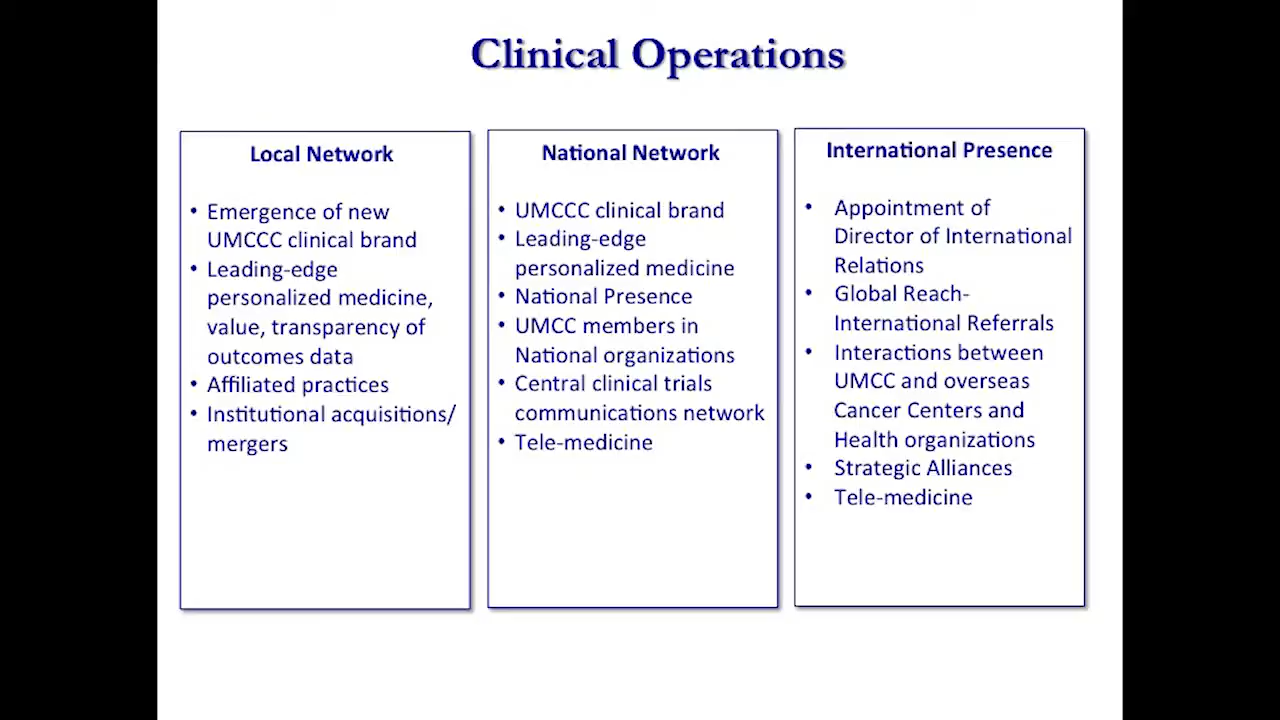 Clinical Operations
Local Network
• Emergence of new
UMCCC clinical brand
• Leading-edge
personalized medicine,
value, transparency of
outcomes data
• Affiliated practices
• Institutional acquisitions/
mergers
National Network
• UMCCC clinical brand
• Leading-edge
personalized medicine
• National Presence
• UMCC members in
National organizations
• Central clinical trials
communications network
• Tele-medicine
International Presence
• Appointment of
Director of International
Relations
• Global Reach-
International Referrals
• Interactions between
UMCC and overseas
Cancer Centers and
Health organizations
• Strategic Alliances
• Tele-medicine